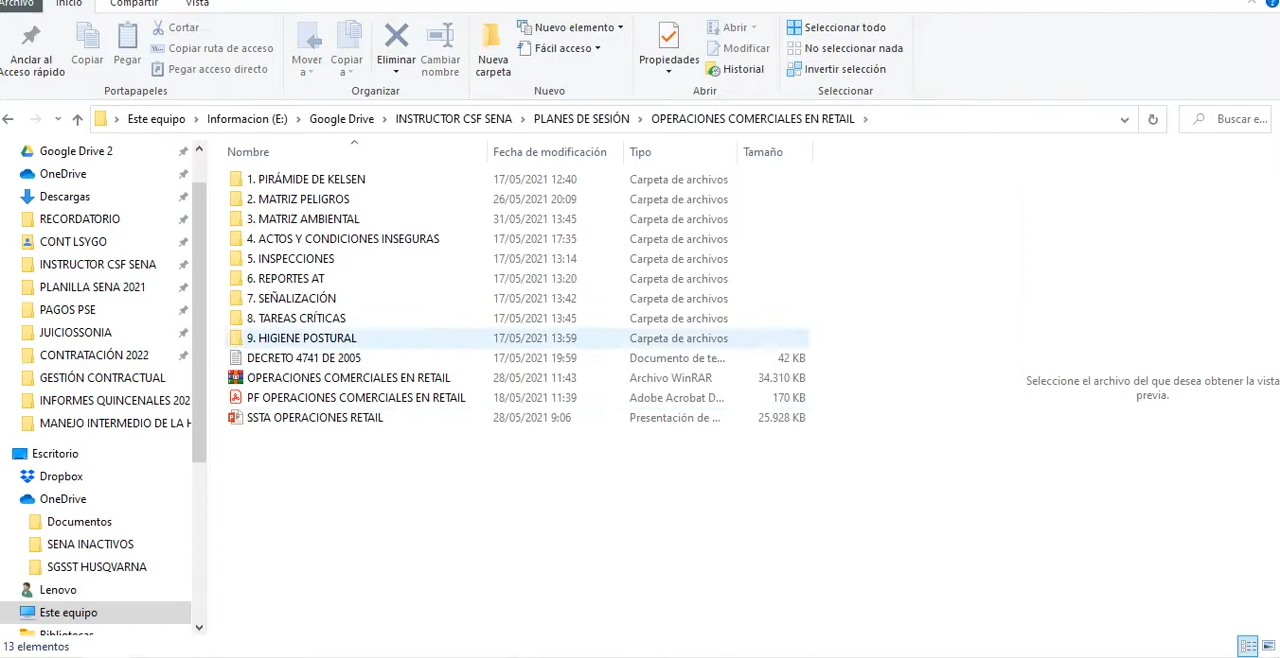 Archivo Inicio Compartir Vista
Anclar al Acceso rápido
Copiar
Pegar
Cortar
Copiar ruta de acceso
Pegar acceso directo
Portapapeles
Mover a
Copiar a
Eliminar
Cambiar nombre
Organizar
Nueva carpeta
Nuevo elemento
Fácil acceso
Nuevo
Propiedades
Abrir
Modificar
Historial
Abrir
Seleccionar todo
No seleccionar nada
Invertir selección
Seleccionar
Este equipo > Informacion (E:) > Google Drive > INSTRUCTOR CSF SENA > PLANES DE SESIÓN > OPERACIONES COMERCIALES EN RETAIL >
Buscar e...
Google Drive 2
OneDrive
Descargas
RECORDATORIO
CONT LSYGO
INSTRUCTOR CSF SENA
PLANILLA SENA 2021
PAGOS PSE
JUICIOSSONIA
CONTRATACIÓN 2022
GESTIÓN CONTRACTUAL
INFORMES QUINCENALES 202
MANEJO INTERMEDIO DE LA H
Escritorio
Dropbox
OneDrive
Documentos
SENA INACTIVOS
SGSST HUSQVARNA
Lenovo
Este equipo
Bibliotecas
Nombre Fecha de modificación Tipo Tamaño
1. PIRÁMIDE DE KELSEN 17/05/2021 12:40 Carpeta de archivos
2. MATRIZ PELIGROS 26/05/2021 20:09 Carpeta de archivos
3. MATRIZ AMBIENTAL 31/05/2021 13:45 Carpeta de archivos
4. ACTOS Y CONDICIONES INSEGURAS 17/05/2021 17:35 Carpeta de archivos
5. INSPECCIONES 17/05/2021 13:14 Carpeta de archivos
6. REPORTES AT 17/05/2021 13:20 Carpeta de archivos
7. SEÑALIZACIÓN 17/05/2021 13:42 Carpeta de archivos
8. TAREAS CRÍTICAS 17/05/2021 13:45 Carpeta de archivos
9. HIGIENE POSTURAL 17/05/2021 13:59 Carpeta de archivos
DECRETO 4741 DE 2005 17/05/2021 19:59 Documento de te... 42 KB
OPERACIONES COMERCIALES EN RETAIL 28/05/2021 11:43 Archivo WinRAR 34.310 KB
PF OPERACIONES COMERCIALES EN RETAIL 18/05/2021 11:39 Adobe Acrobat D... 170 KB
SSTA OPERACIONES RETAIL 28/05/2021 9:06 Presentación de ... 25.928 KB
Seleccione el archivo del que desea obtener la vista
previa.
13 elementos